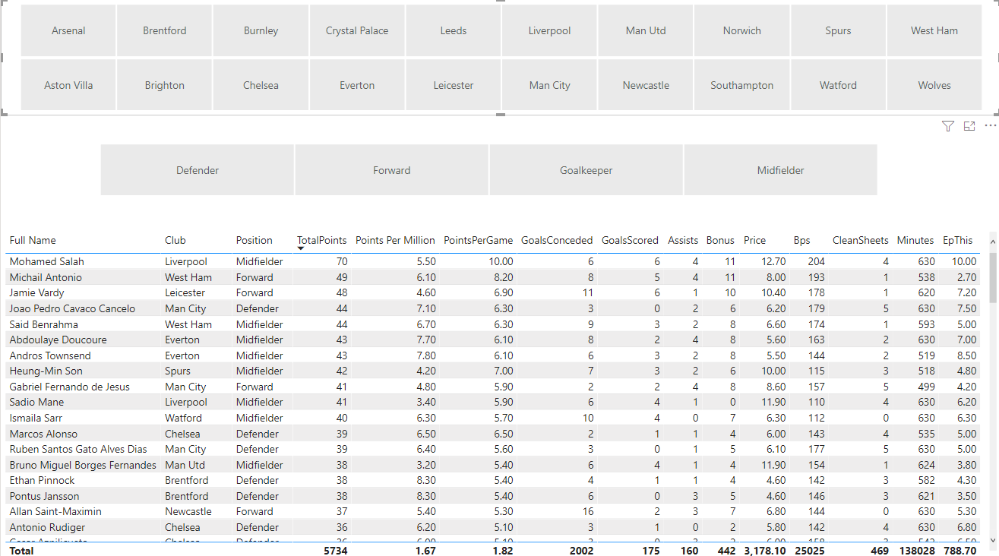 Arsenal Brentford Burnley Crystal Palace Leeds Liverpool Man Utd Norwich Spurs West Ham
Aston Villa Brighton Chelsea Everton Leicester Man City Newcastle Southampton Watford Wolves
Defender Forward Goalkeeper Midfielder
Full Name Club Position TotalPoints Points Per Million PointsPerGame GoalsConceded GoalsScored Assists Bonus Price Bps CleanSheets Minutes EpThis
Mohamed Salah Liverpool Midfielder 70 5.50 10.00 6 6 4 11 12.70 204 4 630 10.00
Michail Antonio West Ham Forward 49 6.10 8.20 8 5 4 11 8.00 193 1 538 2.70
Jamie Vardy Leicester Forward 48 4.60 6.90 11 6 1 10 10.40 178 1 620 7.20
Joao Pedro Cavaco Cancelo Man City Defender 44 7.10 6.30 3 0 2 6 6.20 179 5 630 7.50
Said Benrahma West Ham Midfielder 44 6.70 6.30 9 3 2 8 6.60 174 1 593 5.00
Abdoulaye Doucoure Everton Midfielder 43 7.70 6.10 8 2 4 8 5.60 163 2 630 7.00
Andros Townsend Everton Midfielder 43 7.80 6.10 6 3 2 8 5.50 144 2 519 8.50
Heung-Min Son Spurs Midfielder 42 4.20 7.00 7 3 2 6 10.00 115 3 518 4.80
Gabriel Fernando de Jesus Man City Forward 41 4.80 5.90 2 2 4 8 8.60 157 5 499 4.20
Sadio Mane Liverpool Midfielder 41 3.40 5.90 6 4 1 0 11.90 110 4 630 6.20
Ismaila Sarr Watford Midfielder 40 6.30 5.70 10 4 0 7 6.30 112 0 630 6.30
Marcos Alonso Chelsea Defender 39 6.50 6.50 2 1 1 4 6.00 143 4 535 5.00
Ruben Santos Gato Alves Dias Man City Defender 39 6.40 5.60 3 0 1 5 6.10 177 5 630 5.00
Bruno Miguel Borges Fernandes Man Utd Midfielder 38 3.20 5.40 6 4 1 4 11.90 154 1 624 3.80
Ethan Pinnock Brentford Defender 38 8.30 5.40 4 1 1 4 4.60 142 3 582 4.30
Pontus Jansson Brentford Defender 38 8.30 5.40 6 0 3 5 4.60 146 3 621 3.50
Allan Saint-Maximin Newcastle Forward 37 5.40 5.30 16 2 3 7 6.80 144 0 630 5.30
Antonio Rudiger Chelsea Defender 36 6.20 5.10 3 1 0 2 5.80 142 4 630 6.80
Total 5734 1.67 1.82 2002 175 160 442 3,178.10 25025 469 138028 788.70